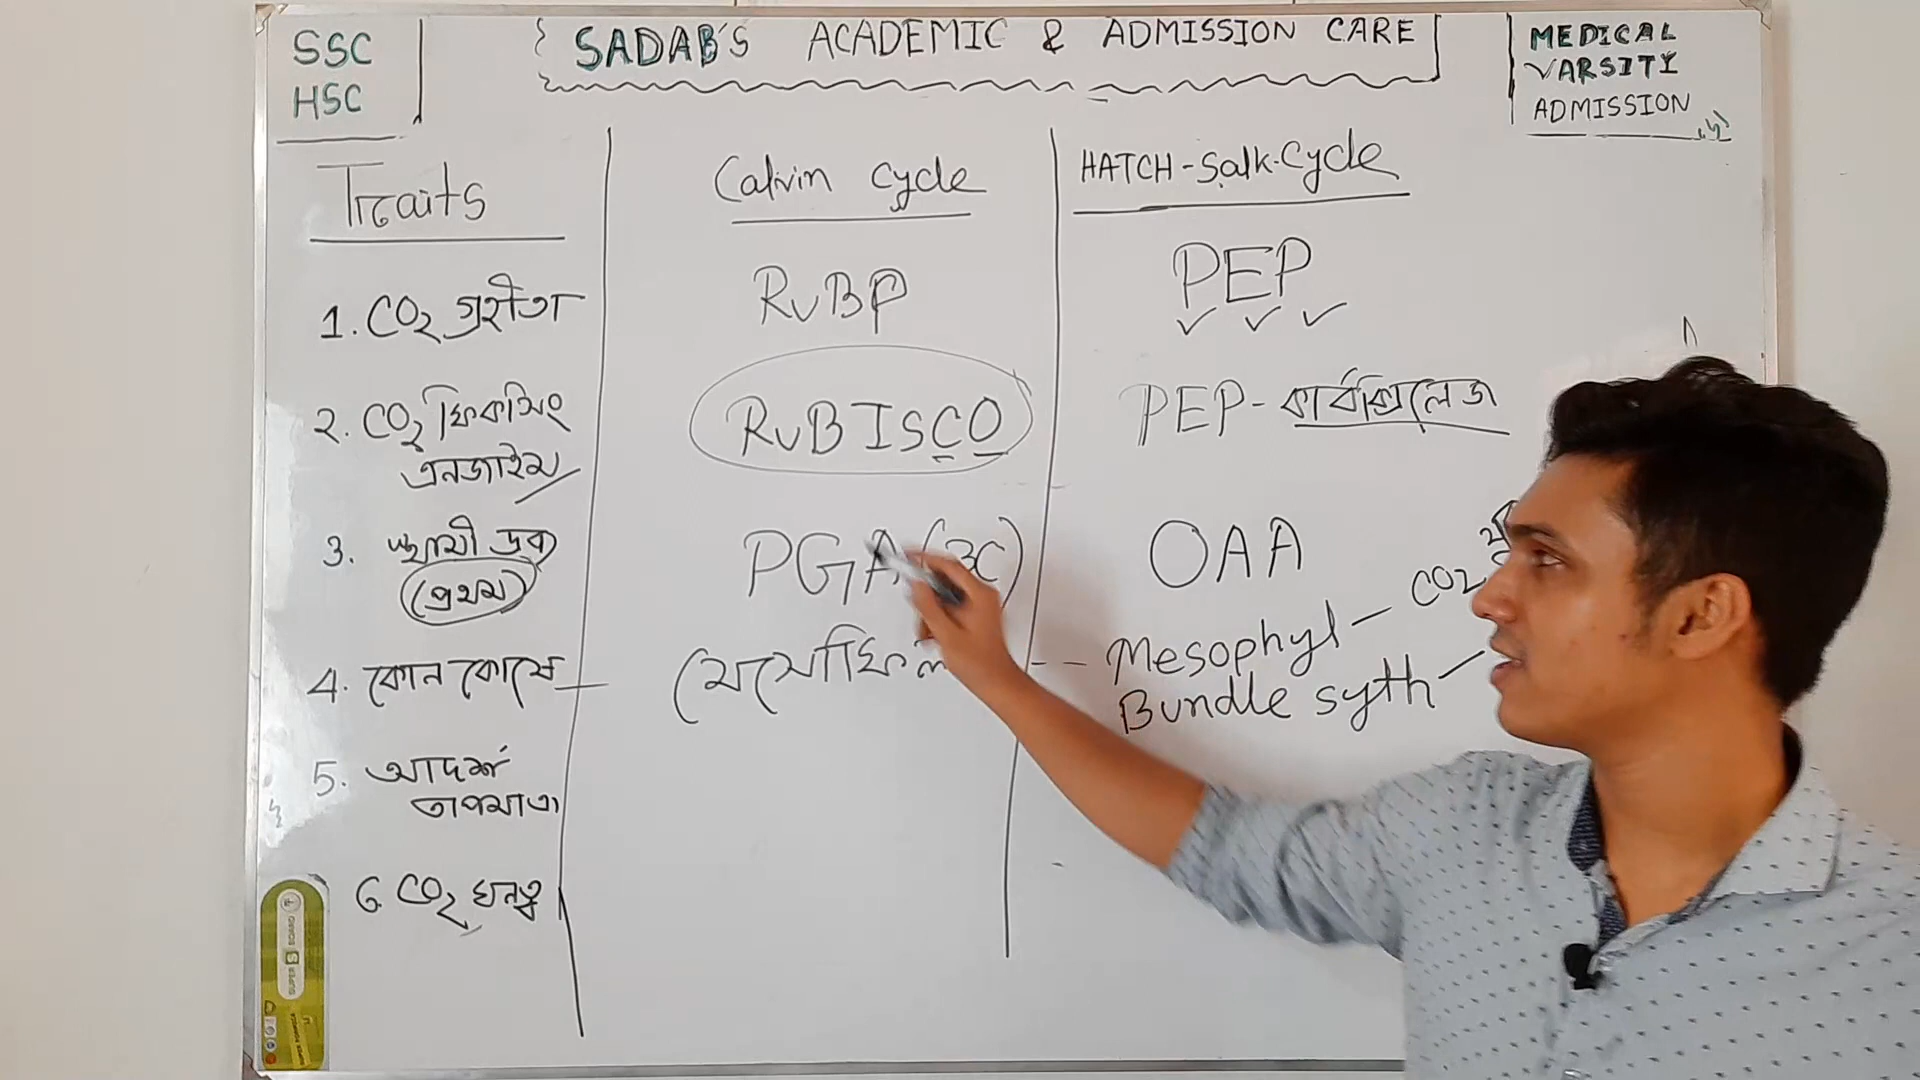 SSC
HSC
SADAB'S ACADEMIC & ADMISSION CARE
MEDICAL
VARSITY
ADMISSION
Traits
Calvin Cycle
HATCH-Salk-Cycle
1. CO2 গ্রহীতা
RuBP
PEP
2. CO2 ফিকসিং
এনজাইম
RuBISCO
PEP-কার্বক্সিলেজ
3. স্থায়ী দ্রব্য
(প্রথম)
PGA (3C)
OAA
4. কোন কোষে
মেসোফিল
Mesophyl - CO2
Bundle syth -
5. আদর্শ
তাপমাত্রা
6. CO2 ঘনত্ব